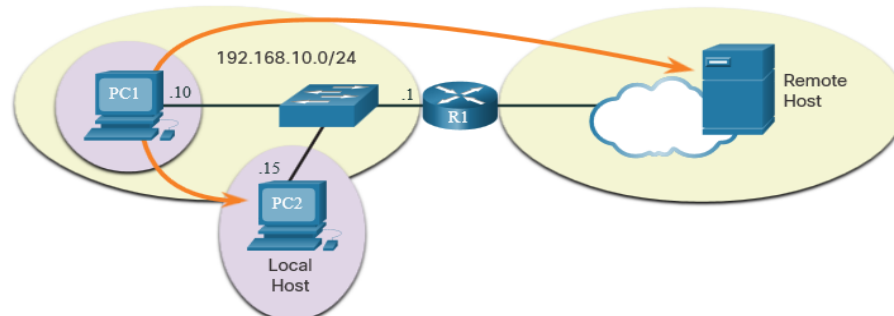 192.168.10.0/24
PC1
.10
.1
R1
Remote
Host
.15
PC2
Local
Host